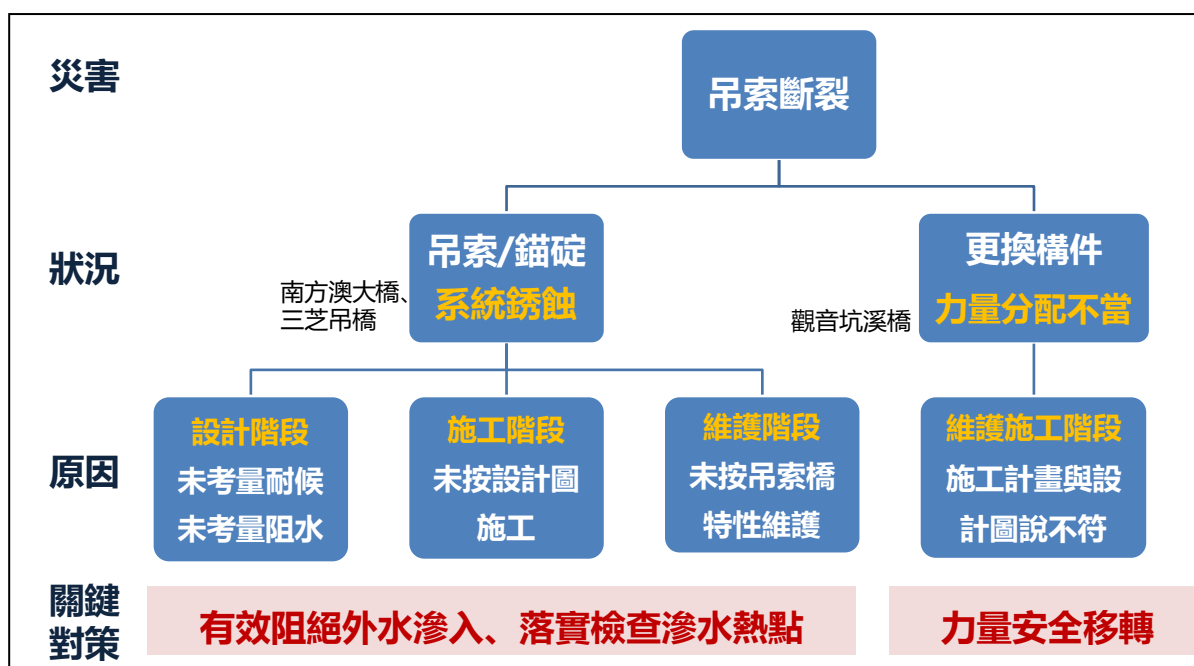 災害
吊索斷裂
狀況
吊索/錨碇
系統銹蝕
南方澳大橋、
三芝吊橋
更換構件
力量分配不當
觀音坑溪橋
原因
設計階段
未考量耐候
未考量阻水
施工階段
未按設計圖
施工
維護階段
未按吊索橋
特性維護
維護施工階段
施工計畫與設
計圖說不符
關鍵
對策
有效阻絕外水滲入、落實檢查滲水熱點
力量安全移轉